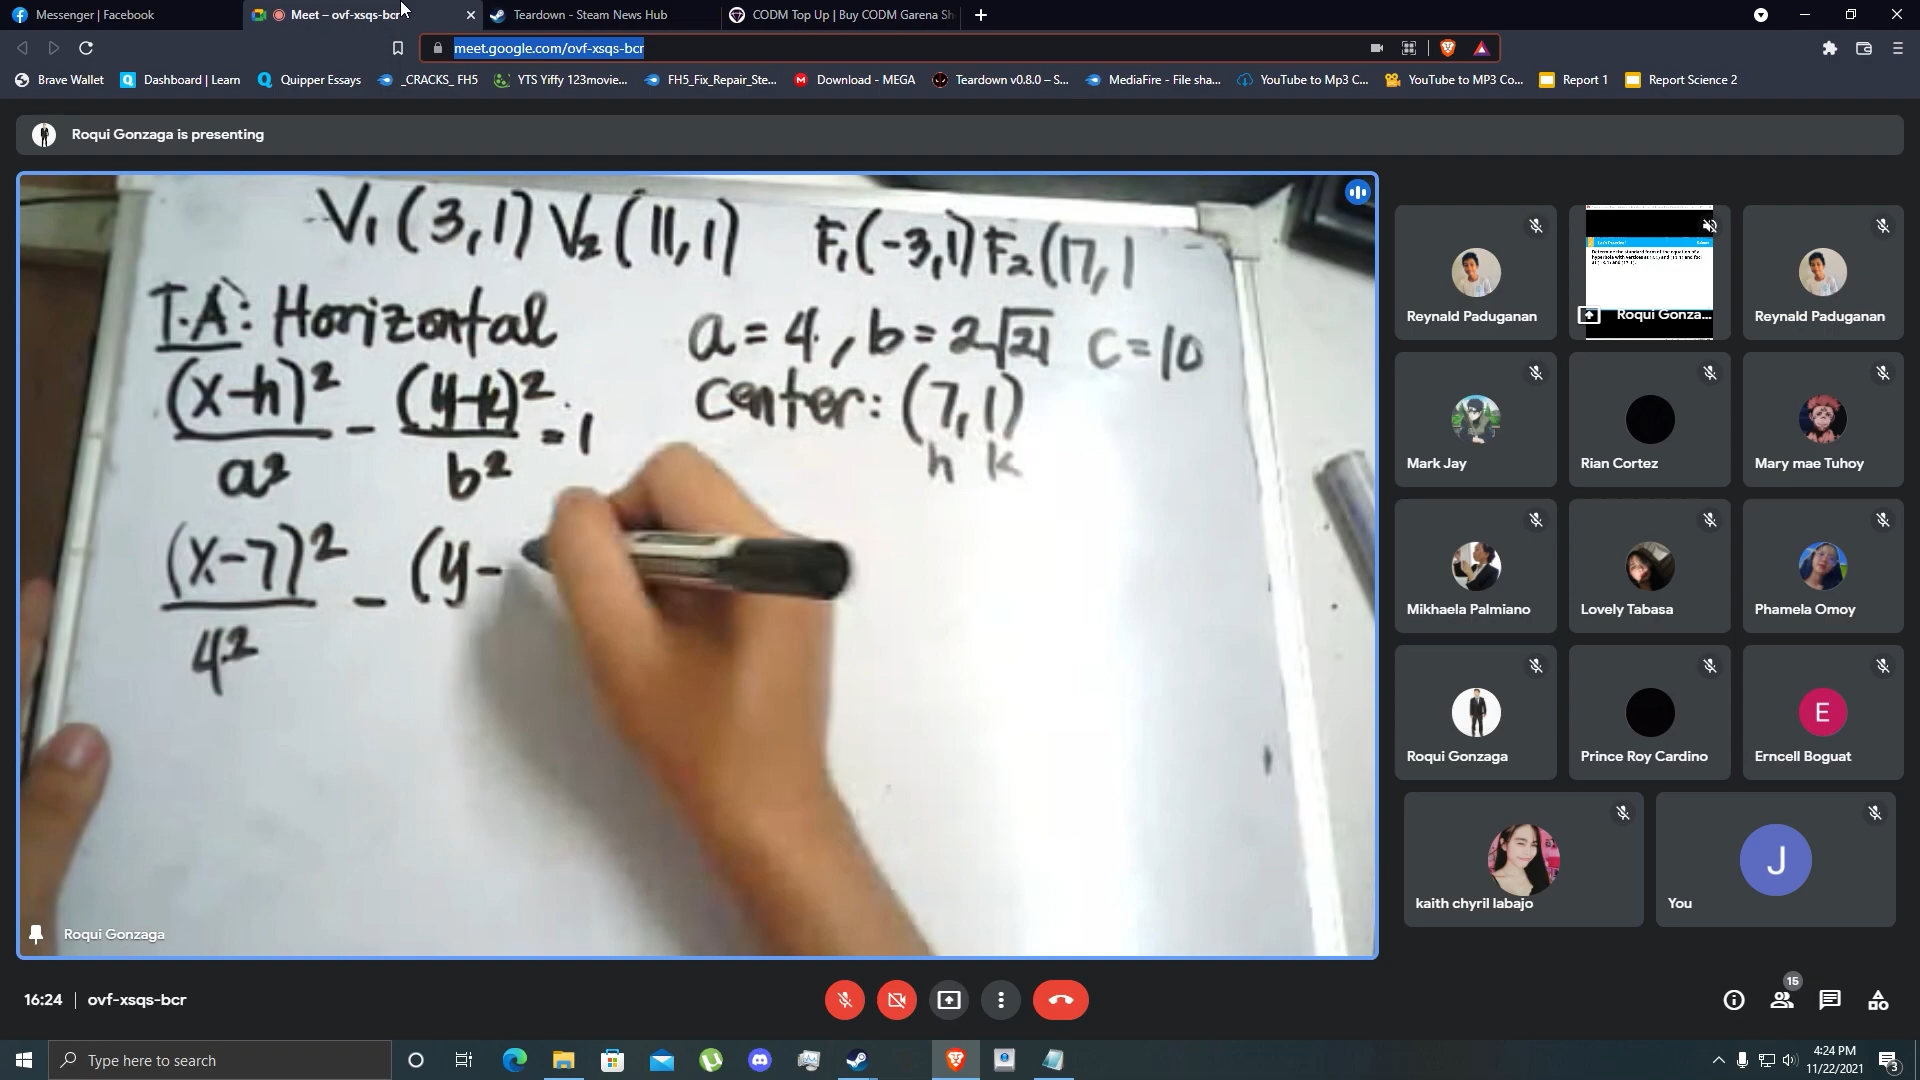 Messenger | Facebook
Meet – ovf-xsqs-bcr
Teardown - Steam News Hub
CODM Top Up | Buy CODM Garena Sh
meet.google.com/ovf-xsqs-bcr
Brave Wallet
Dashboard | Learn
Quipper Essays
_CRACKS_ FH5
YTS Yiffy 123movie...
FH5_Fix_Repair_Ste...
Download - MEGA
Teardown v0.8.0 – S...
MediaFire - File sha...
YouTube to Mp3 C...
YouTube to MP3 Co...
Report 1
Report Science 2
Roqui Gonzaga is presenting
V₁(3,1) V₂(11,1) F₁(-3,1) F₂(17,1
T.A: Horizontal
a=4, b=2√21 c=10
(x-h)² - (y-k)² = 1
a² b²
center: (7,1)
h k
(x-7)² - (y-
4²
Roqui Gonzaga
Reynald Paduganan
Roqui Gonza...
Reynald Paduganan
Mark Jay
Rian Cortez
Mary mae Tuhoy
Mikhaela Palmiano
Lovely Tabasa
Phamela Omoy
Roqui Gonzaga
Prince Roy Cardino
E
Erncell Boguat
kaith chyril labajo
J
You
16:24 | ovf-xsqs-bcr
15
Type here to search
4:24 PM
11/22/2021
3